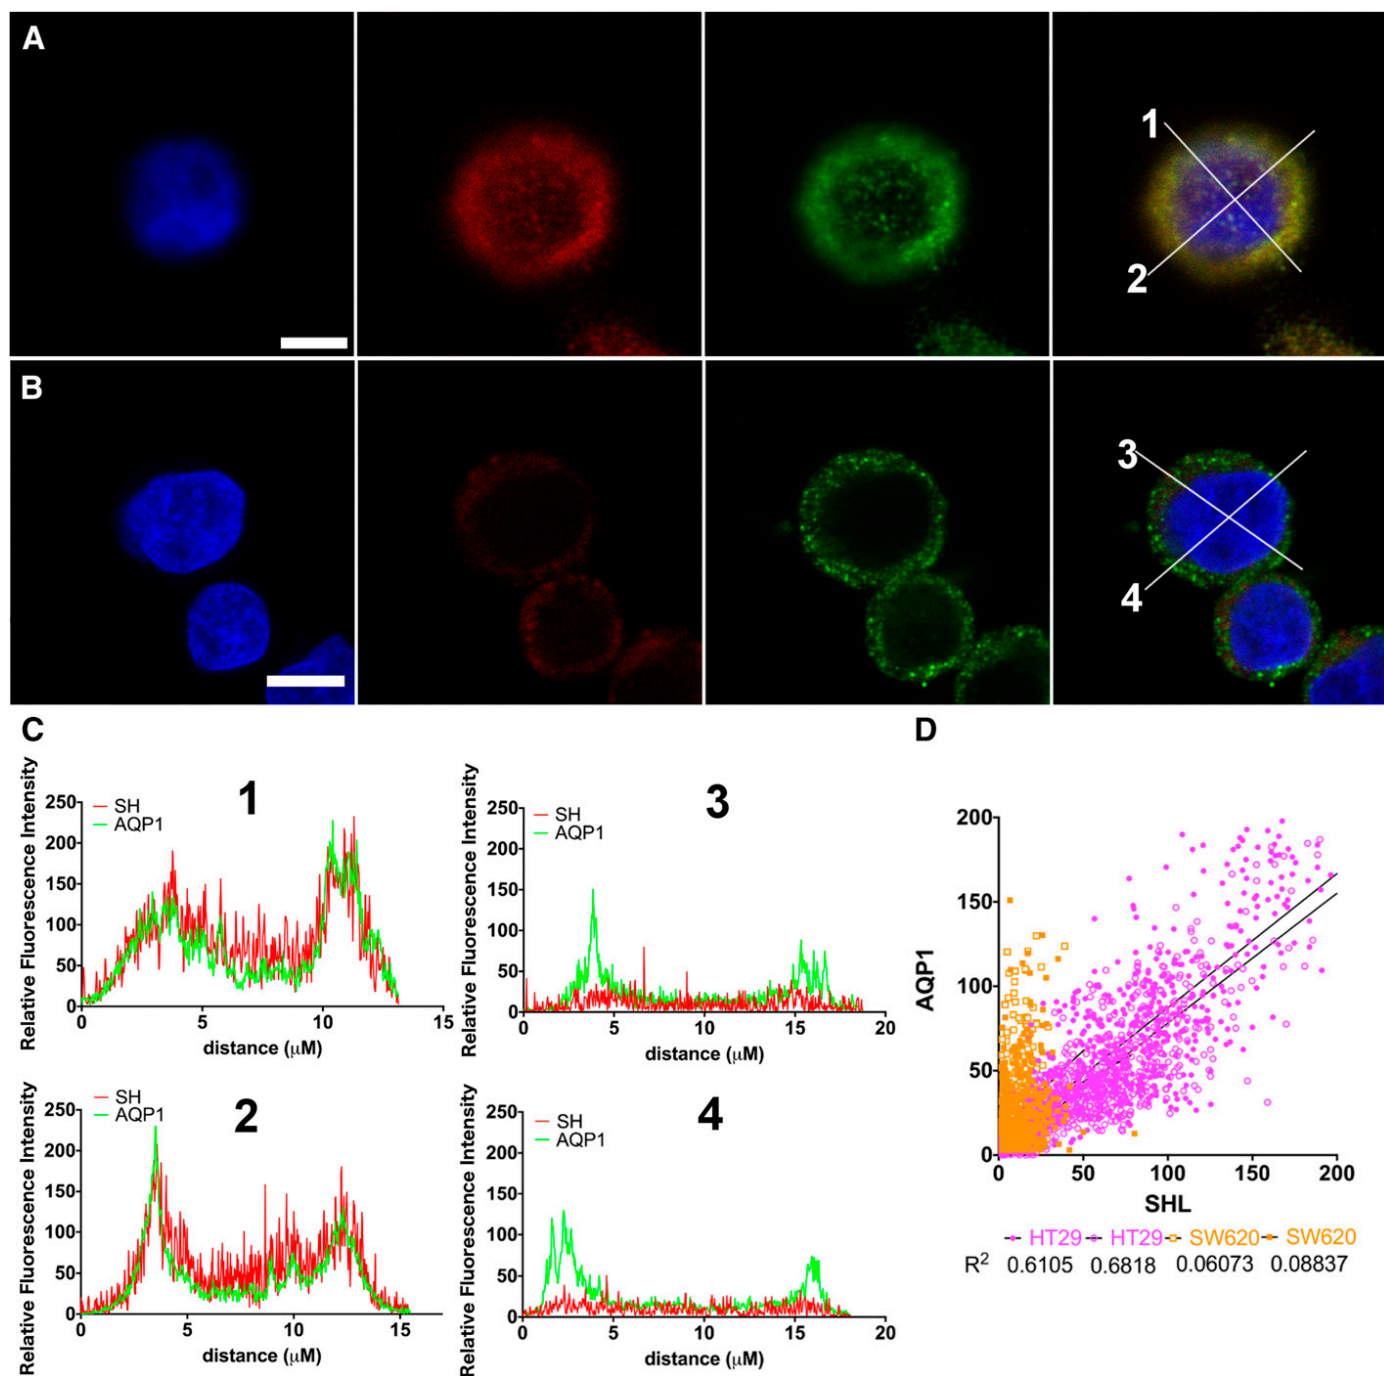 A
1
2
B
3
4
C
D
1
SH
AQP1
Relative Fluorescence Intensity
250
200
150
100
50
0
0 5 10 15
distance (μM)
3
SH
AQP1
Relative Fluorescence Intensity
250
200
150
100
50
0
0 5 10 15 20
distance (μM)
2
SH
AQP1
Relative Fluorescence Intensity
250
200
150
100
50
0
0 5 10 15
distance (μM)
4
SH
AQP1
Relative Fluorescence Intensity
250
200
150
100
50
0
0 5 10 15 20
distance (μM)
AQP1
200
150
100
50
0
0 50 100 150 200
SHL
HT29 HT29 SW620 SW620
R² 0.6105 0.6818 0.06073 0.08837